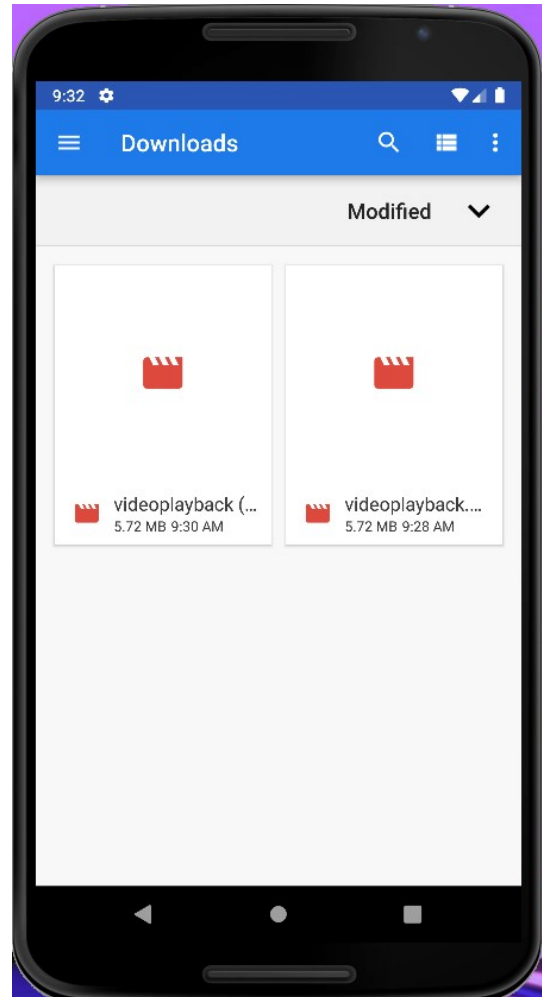 9:32
Downloads
Modified
videoplayback (...
5.72 MB 9:30 AM
videoplayback....
5.72 MB 9:28 AM